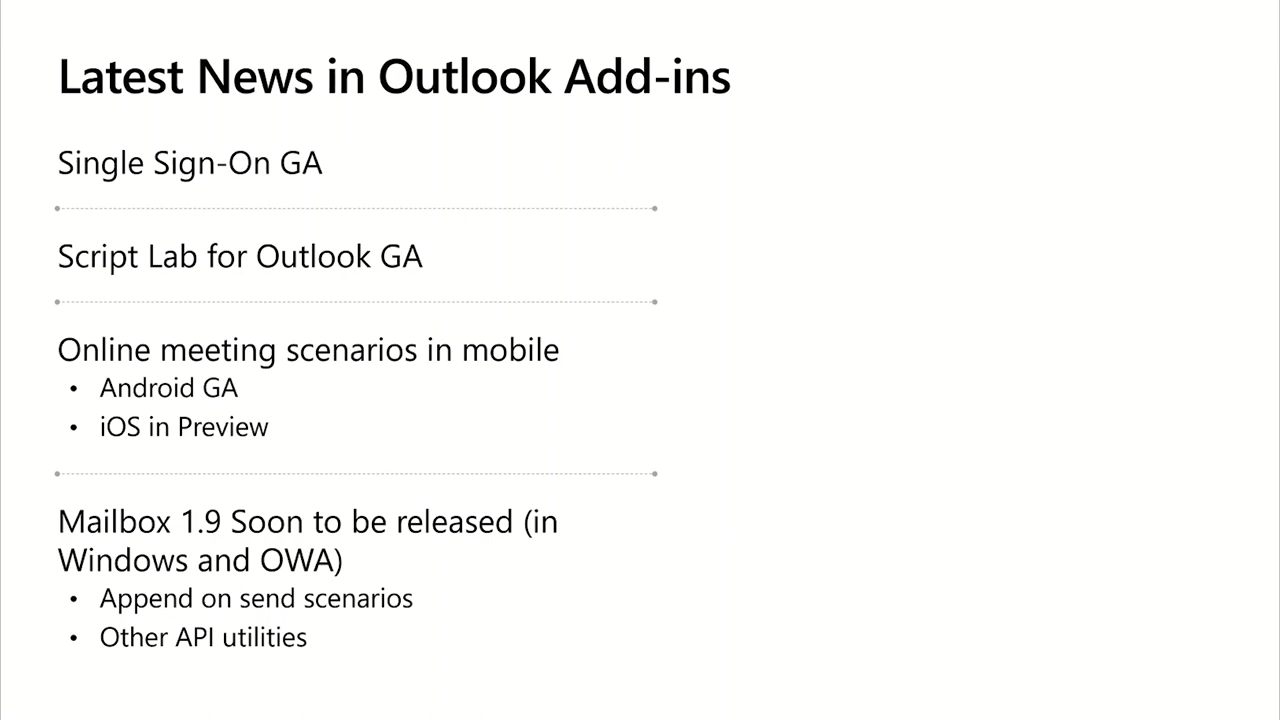 Latest News in Outlook Add-ins
Single Sign-On GA
Script Lab for Outlook GA
Online meeting scenarios in mobile
• Android GA
• iOS in Preview
Mailbox 1.9 Soon to be released (in
Windows and OWA)
• Append on send scenarios
• Other API utilities